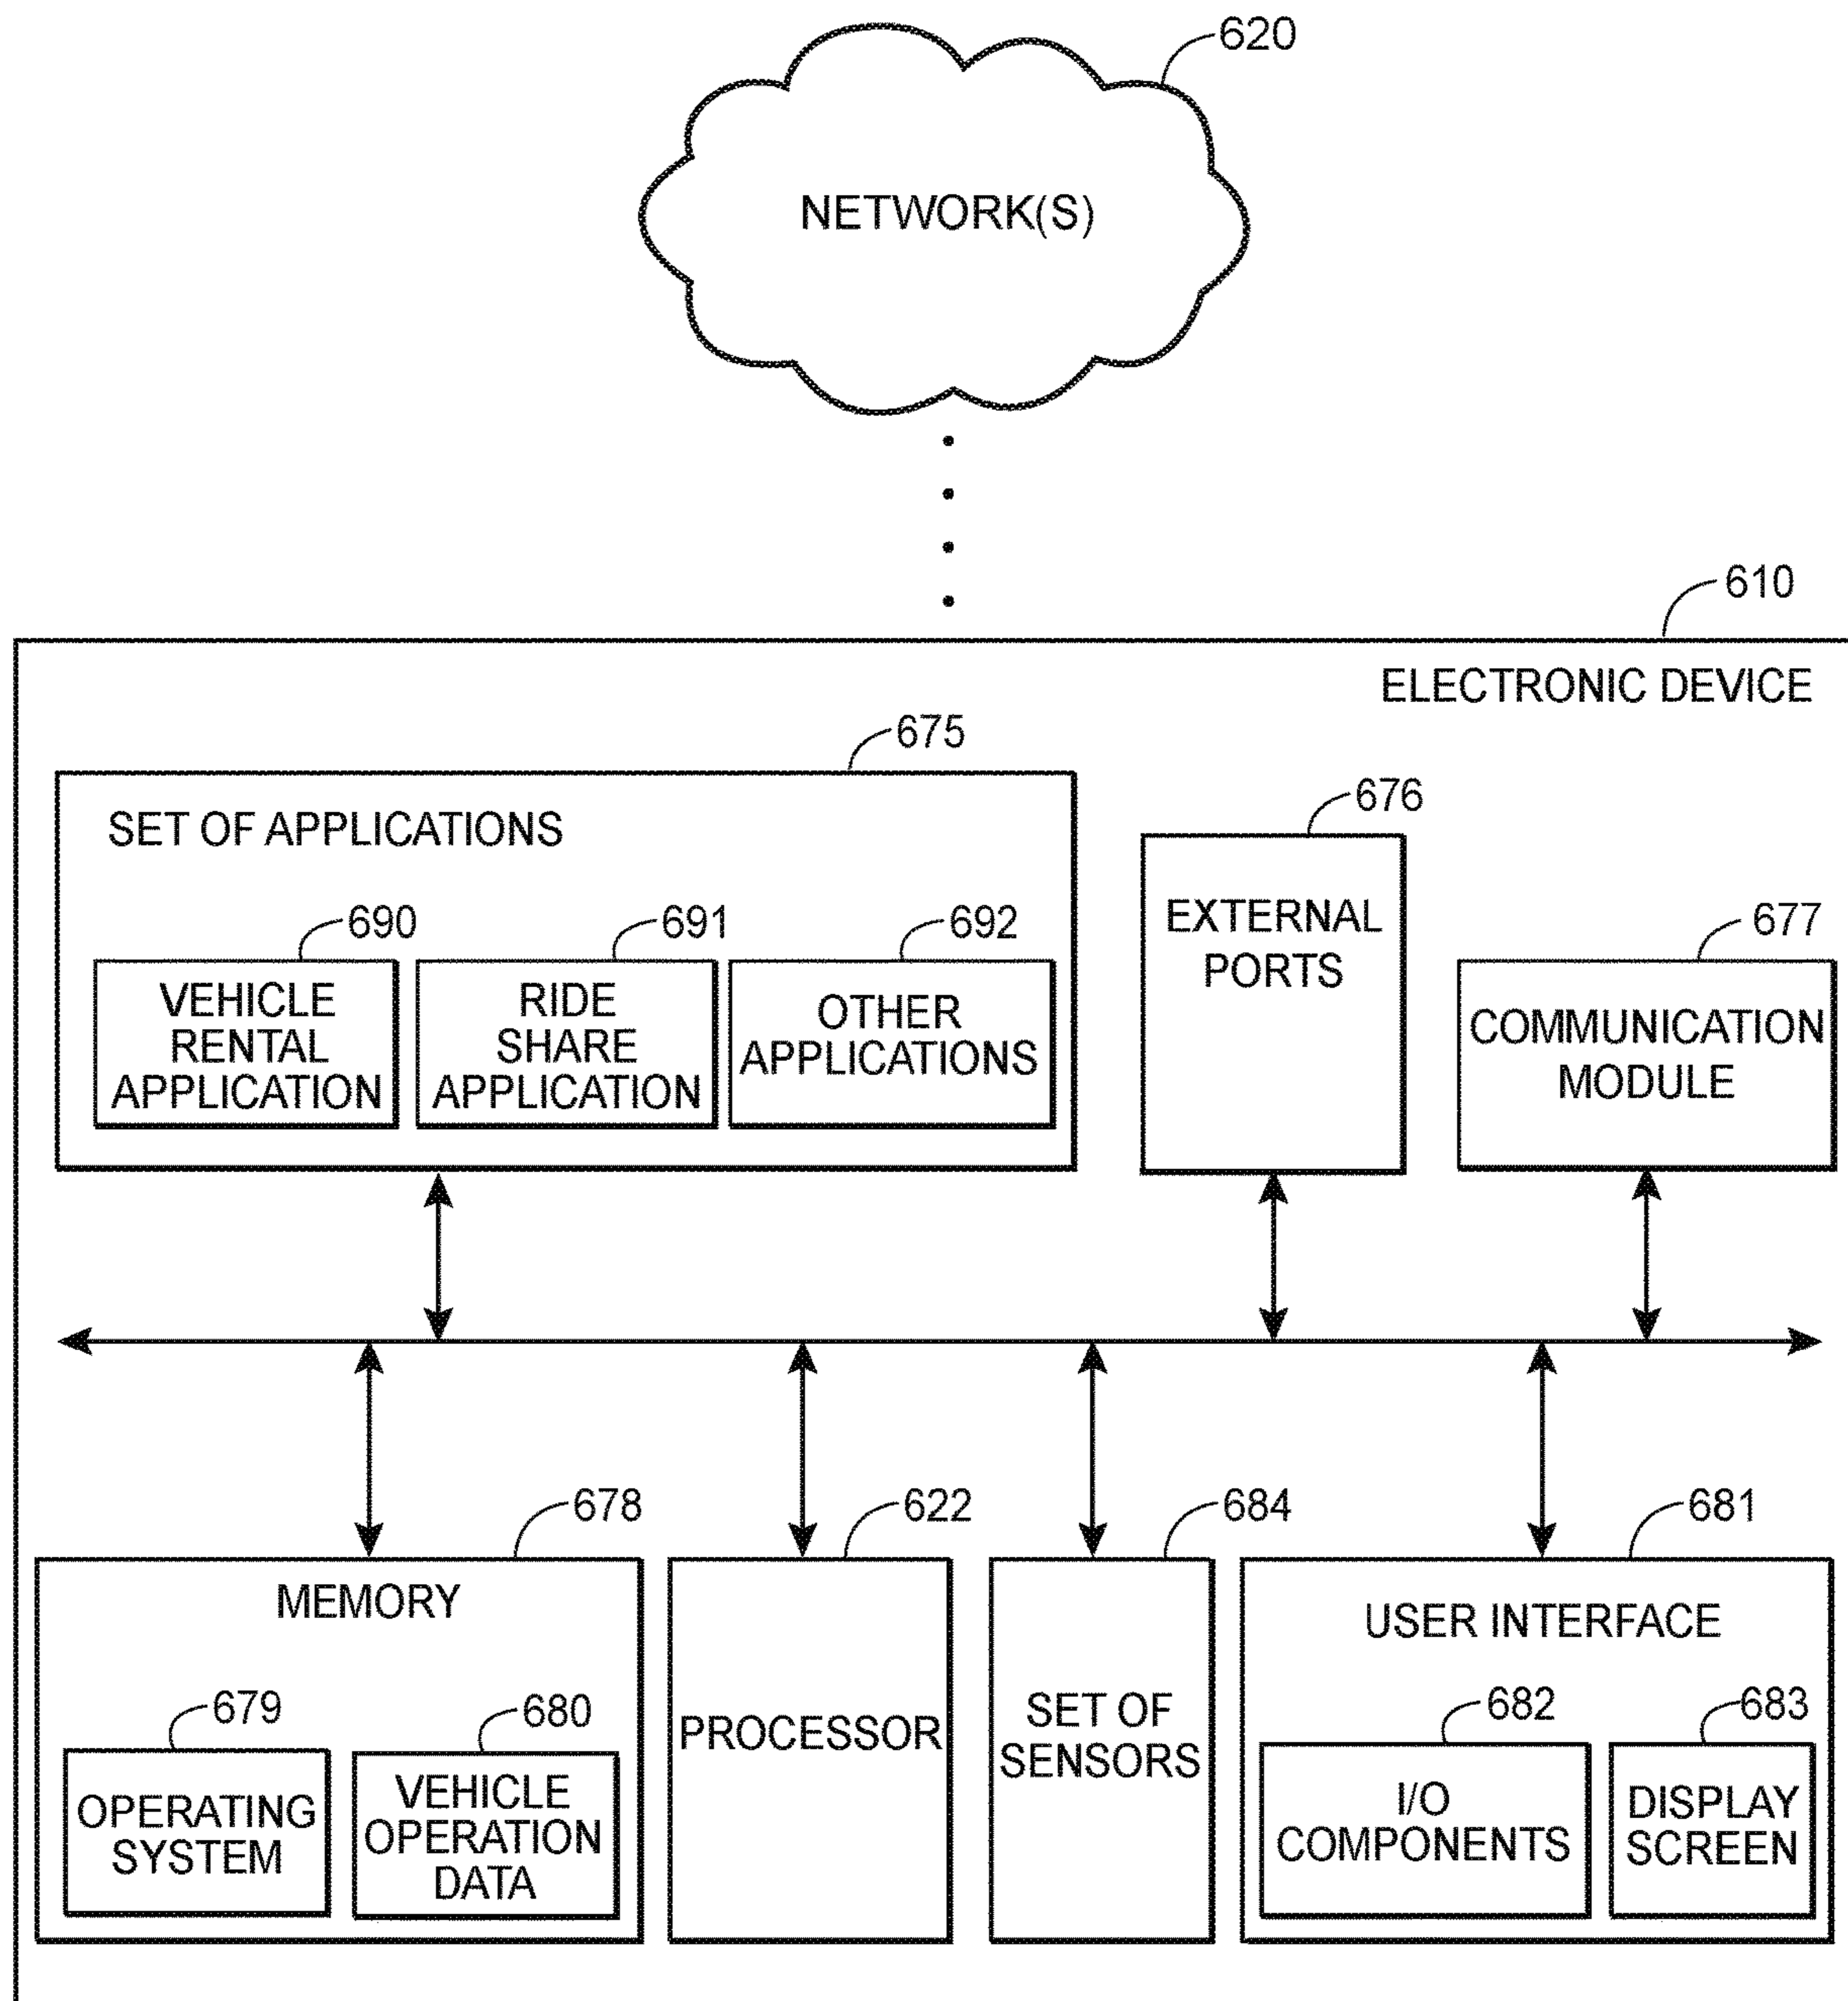 620
NETWORK(S)
610
ELECTRONIC DEVICE
675
SET OF APPLICATIONS
690
VEHICLE
RENTAL
APPLICATION
691
RIDE
SHARE
APPLICATION
692
OTHER
APPLICATIONS
676
EXTERNAL
PORTS
677
COMMUNICATION
MODULE
678
MEMORY
679
OPERATING
SYSTEM
680
VEHICLE
OPERATION
DATA
622
PROCESSOR
684
SET OF
SENSORS
681
USER INTERFACE
682
I/O
COMPONENTS
683
DISPLAY
SCREEN